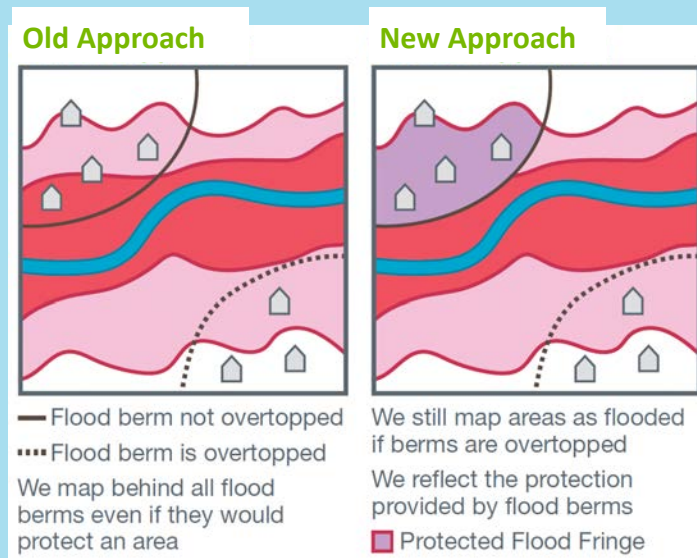 Old Approach
New Approach
Flood berm not overtopped
Flood berm is overtopped
We map behind all flood
berms even if they would
protect an area
We still map areas as flooded
if berms are overtopped
We reflect the protection
provided by flood berms
Protected Flood Fringe